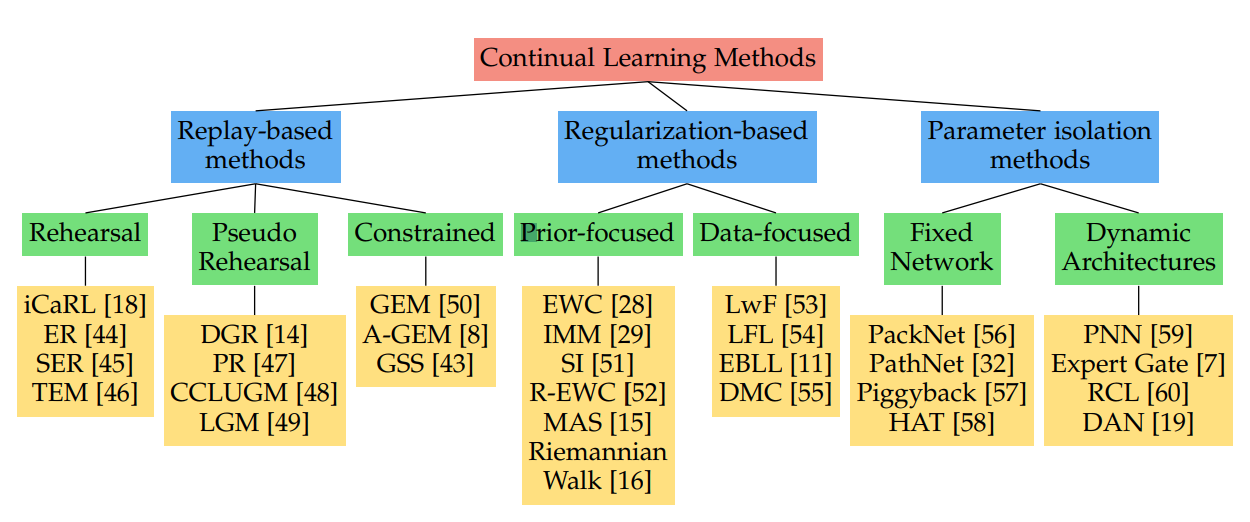 Continual Learning Methods
Replay-based
methods
Regularization-based
methods
Parameter isolation
methods
Rehearsal
Pseudo
Rehearsal
Constrained
Prior-focused
Data-focused
Fixed
Network
Dynamic
Architectures
iCaRL [18]
ER [44]
SER [45]
TEM [46]
DGR [14]
PR [47]
CCLUGM [48]
LGM [49]
GEM [50]
A-GEM [8]
GSS [43]
EWC [28]
IMM [29]
SI [51]
R-EWC [52]
MAS [15]
Riemannian
Walk [16]
LwF [53]
LFL [54]
EBLL [11]
DMC [55]
PackNet [56]
PathNet [32]
Piggyback [57]
HAT [58]
PNN [59]
Expert Gate [7]
RCL [60]
DAN [19]